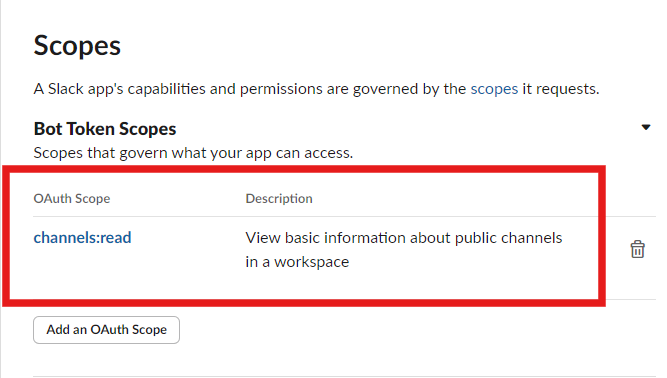 Scopes
A Slack app's capabilities and permissions are governed by the scopes it requests.
Bot Token Scopes
Scopes that govern what your app can access.
OAuth Scope Description
channels:read View basic information about public channels
in a workspace
Add an OAuth Scope